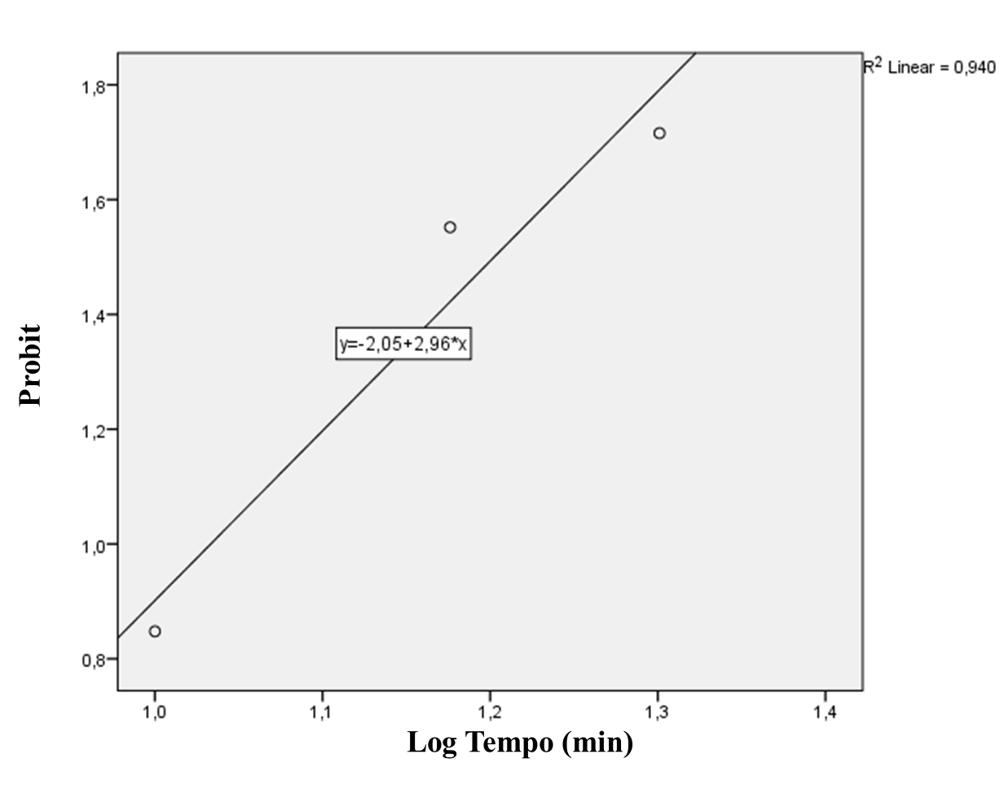 R² Linear = 0,940
1,8
1,6
1,4
y=-2,05+2,96*x
1,2
1,0
0,8
Probit
1,0 1,1 1,2 1,3 1,4
Log Tempo (min)